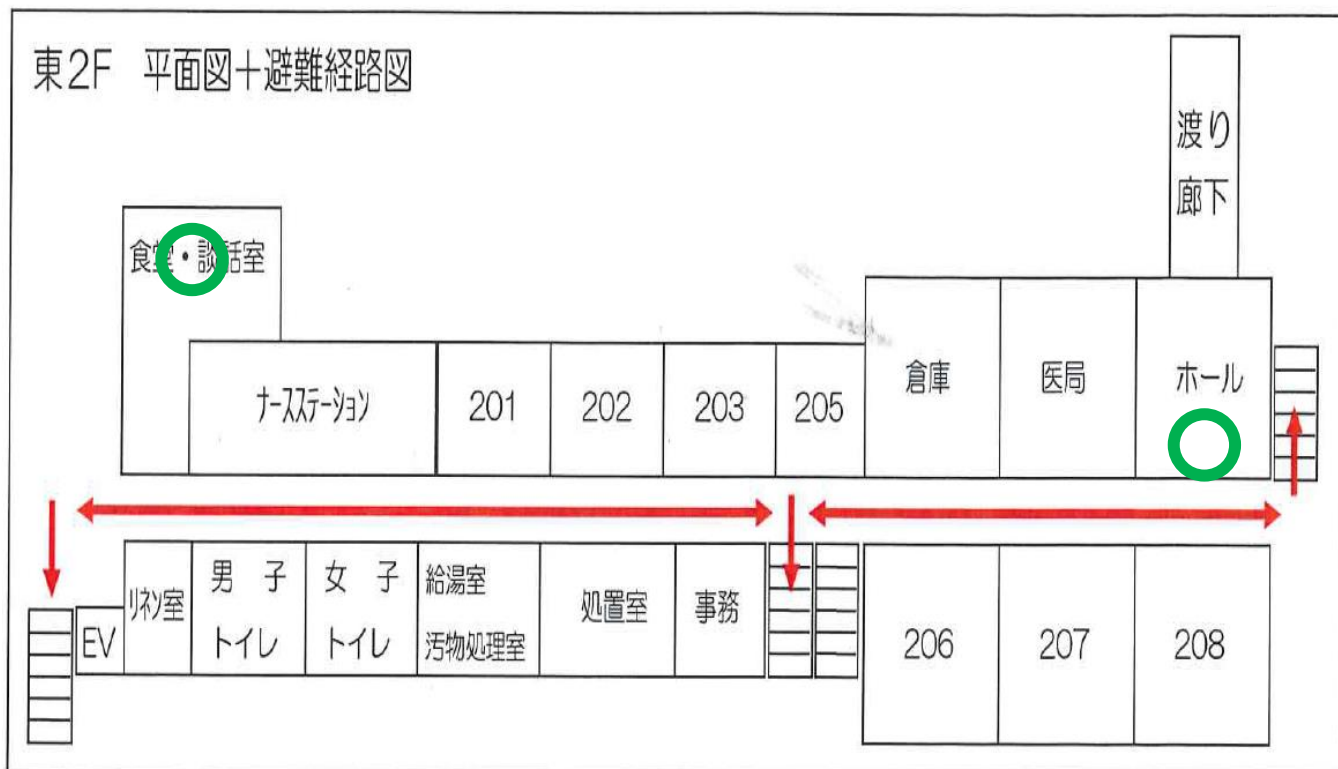 東2F 平面図＋避難経路図
渡り
廊下
食堂・談話室
ナースステーション
201
202
203
205
倉庫
医局
ホール
EV
リネン室
男 子
トイレ
女 子
トイレ
給湯室
汚物処理室
処置室
事務
206
207
208